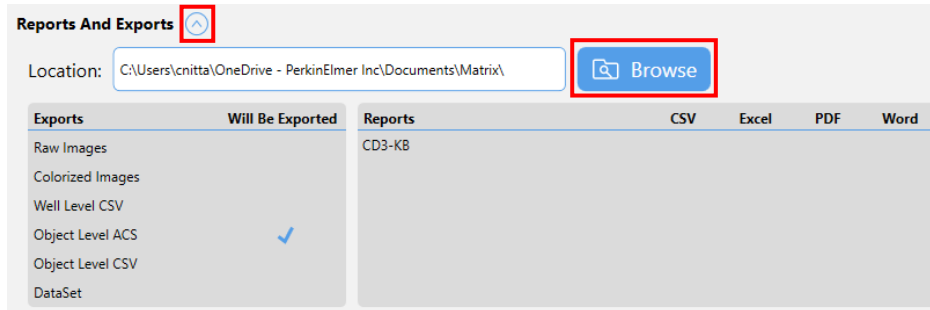 Reports And Exports
Location: C:\Users\cnitta\OneDrive - PerkinElmer Inc\Documents\Matrix\ Browse
Exports Will Be Exported Reports CSV Excel PDF Word
Raw Images CD3-KB
Colorized Images
Well Level CSV
Object Level ACS
Object Level CSV
DataSet